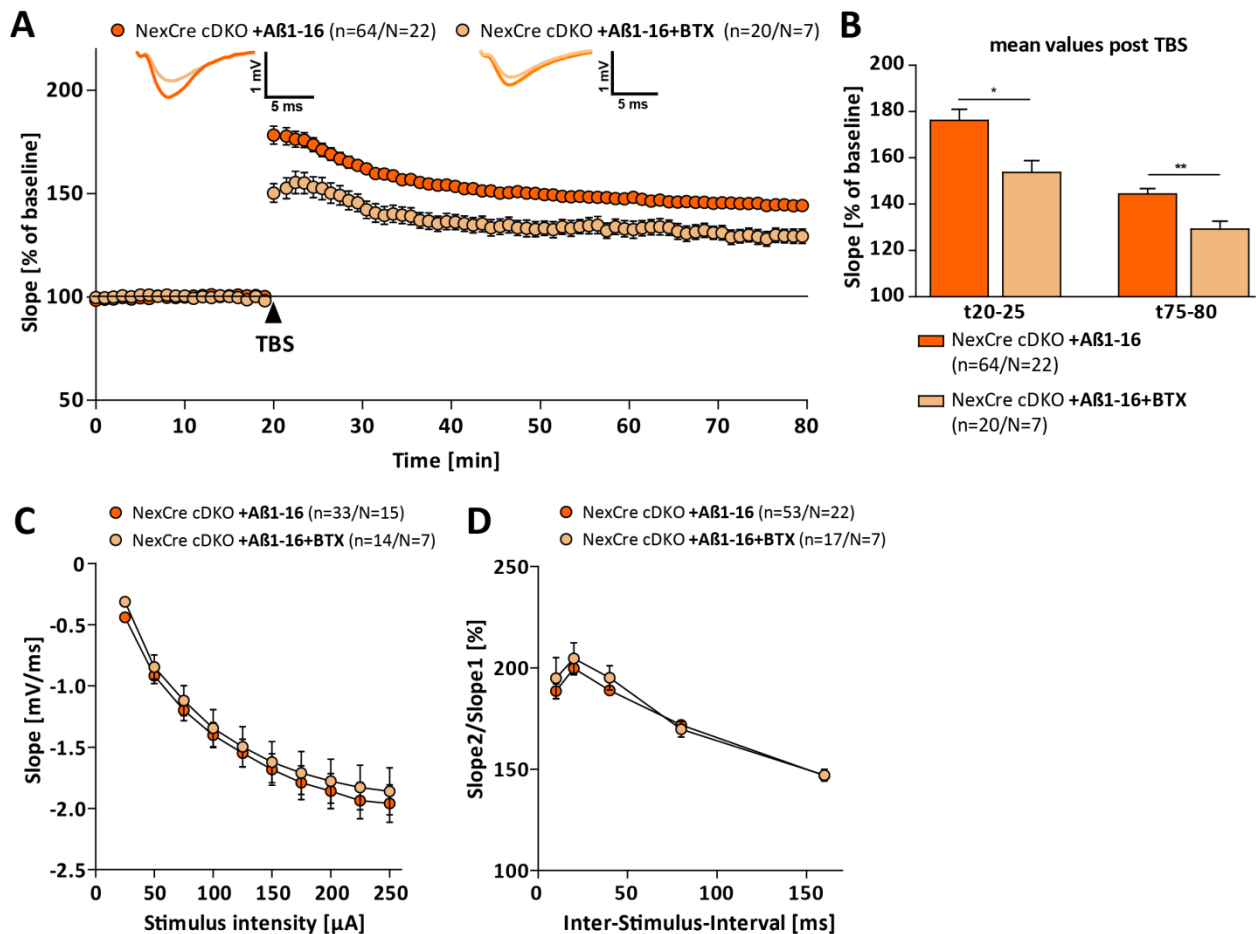 A
NexCre cDKO +Aß1-16 (n=64/N=22)
NexCre cDKO +Aß1-16+BTX (n=20/N=7)
1 mV
5 ms
1 mV
5 ms
Slope [% of baseline]
200
150
100
50
TBS
0 10 20 30 40 50 60 70 80
Time [min]
B
mean values post TBS
Slope [% of baseline]
200
180
160
140
120
100
*
**
t20-25 t75-80
NexCre cDKO +Aß1-16
(n=64/N=22)
NexCre cDKO +Aß1-16+BTX
(n=20/N=7)
C
NexCre cDKO +Aß1-16 (n=33/N=15)
NexCre cDKO +Aß1-16+BTX (n=14/N=7)
Slope [mV/ms]
0
-0.5
-1.0
-1.5
-2.0
-2.5
0 50 100 150 200 250
Stimulus intensity [µA]
D
NexCre cDKO +Aß1-16 (n=53/N=22)
NexCre cDKO +Aß1-16+BTX (n=17/N=7)
Slope2/Slope1 [%]
250
200
150
100
0 50 100 150
Inter-Stimulus-Interval [ms]